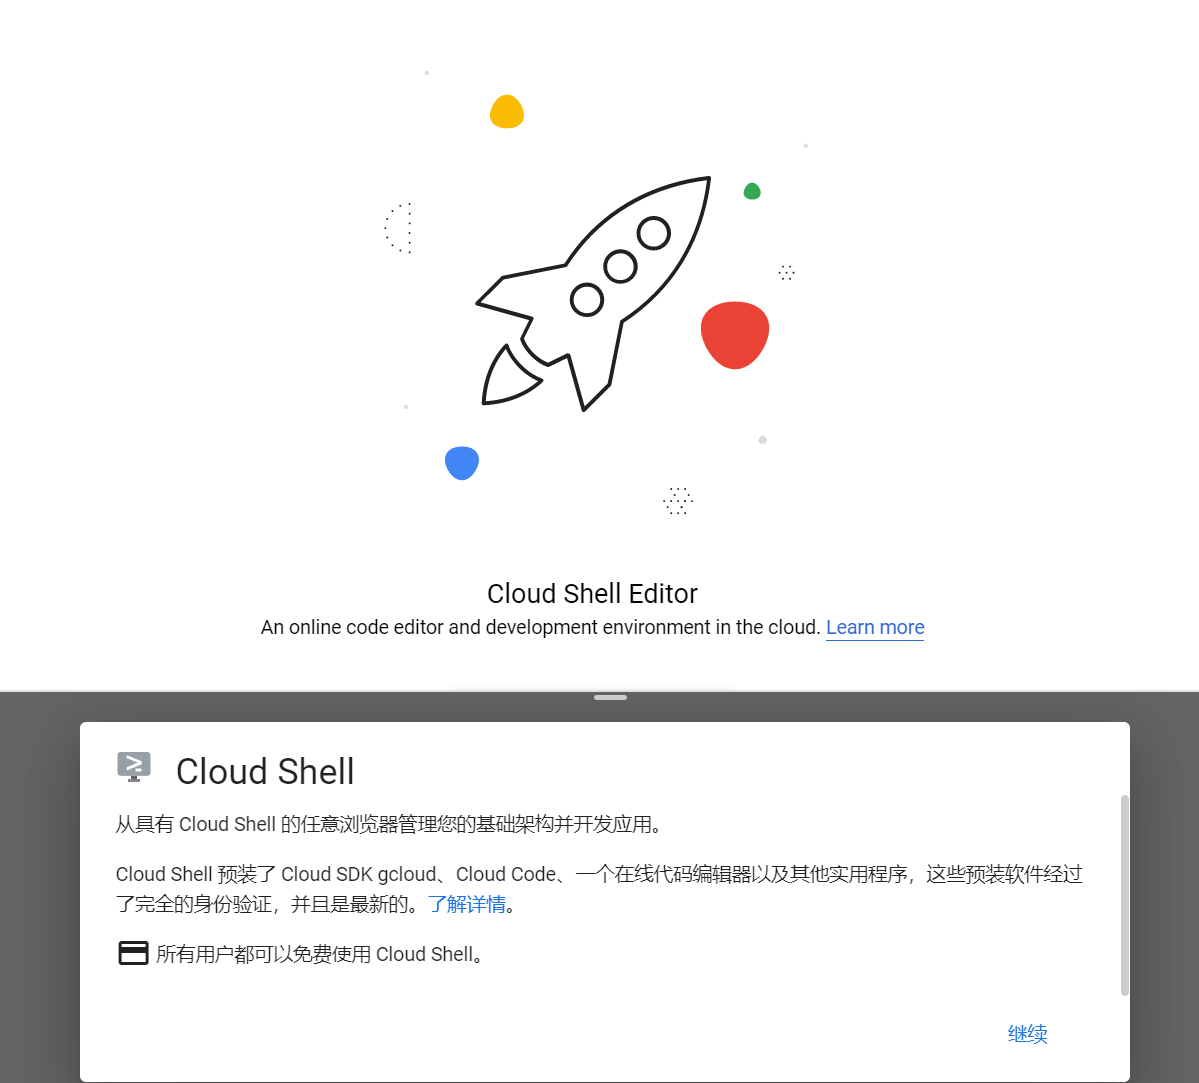 Cloud Shell Editor
An online code editor and development environment in the cloud. Learn more
Cloud Shell
从具有 Cloud Shell 的任意浏览器管理您的基础架构并开发应用。
Cloud Shell 预装了 Cloud SDK gcloud、Cloud Code、一个在线代码编辑器以及其他实用程序，这些预装软件经过
了完全的身份验证，并且是最新的。了解详情。
所有用户都可以免费使用 Cloud Shell。
继续